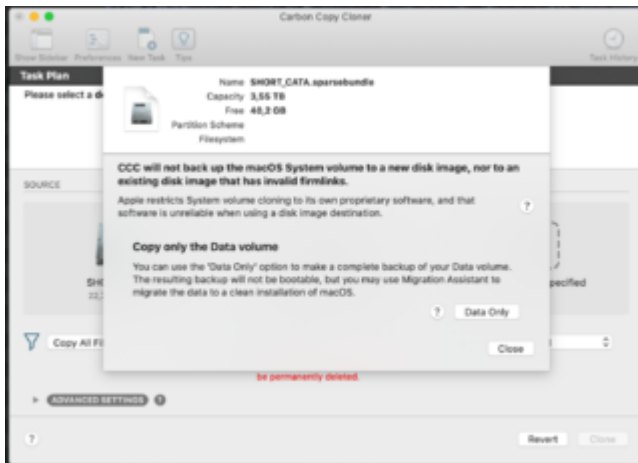 Carbon Copy Cloner
Show Sidebar Preferences New Task Tips Task History
Task Plan
Please select a de
Name SHORT_CATA.sparsebundle
Capacity 3,55 TB
Free 48,2 GB
Partition Scheme
Filesystem
CCC will not back up the macOS System volume to a new disk image, nor to an
existing disk image that has invalid firmlinks.
Apple restricts System volume cloning to its own proprietary software, and that
software is unreliable when using a disk image destination.
?
SOURCE
Copy only the Data volume
You can use the 'Data Only' option to make a complete backup of your Data volume.
The resulting backup will not be bootable, but you may use Migration Assistant to
migrate the data to a clean installation of macOS.
SH
pecified
? Data Only
Copy All Fi
Close
be permanently deleted.
ADVANCED SETTINGS ?
? Revert Clone